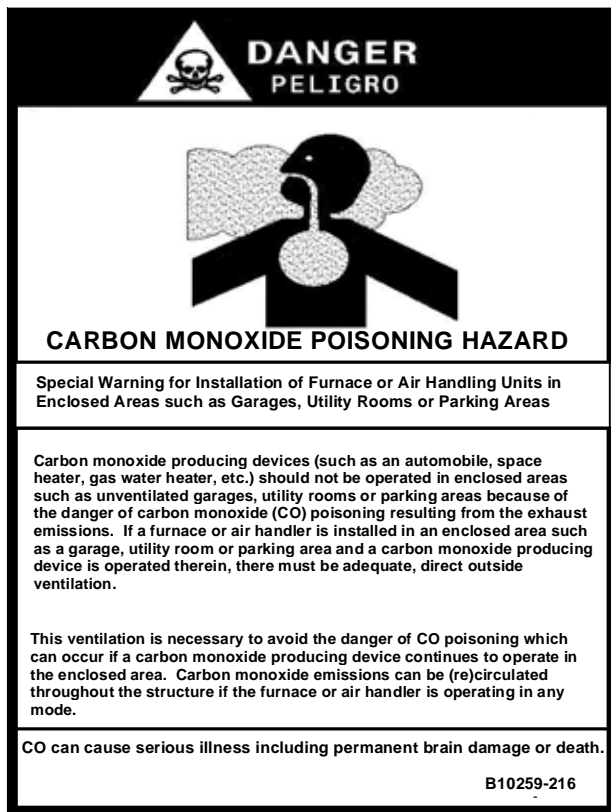 DANGER
PELIGRO
CARBON MONOXIDE POISONING HAZARD
Special Warning for Installation of Furnace or Air Handling Units in
Enclosed Areas such as Garages, Utility Rooms or Parking Areas
Carbon monoxide producing devices (such as an automobile, space
heater, gas water heater, etc.) should not be operated in enclosed areas
such as unventilated garages, utility rooms or parking areas because of
the danger of carbon monoxide (CO) poisoning resulting from the exhaust
emissions.  If a furnace or air handler is installed in an enclosed area such
as a garage, utility room or parking area and a carbon monoxide producing
device is operated therein, there must be adequate, direct outside
ventilation.
This ventilation is necessary to avoid the danger of CO poisoning which
can occur if a carbon monoxide producing device continues to operate in
the enclosed area.  Carbon monoxide emissions can be (re)circulated
throughout the structure if the furnace or air handler is operating in any
mode.
CO can cause serious illness including permanent brain damage or death.
B10259-216
-